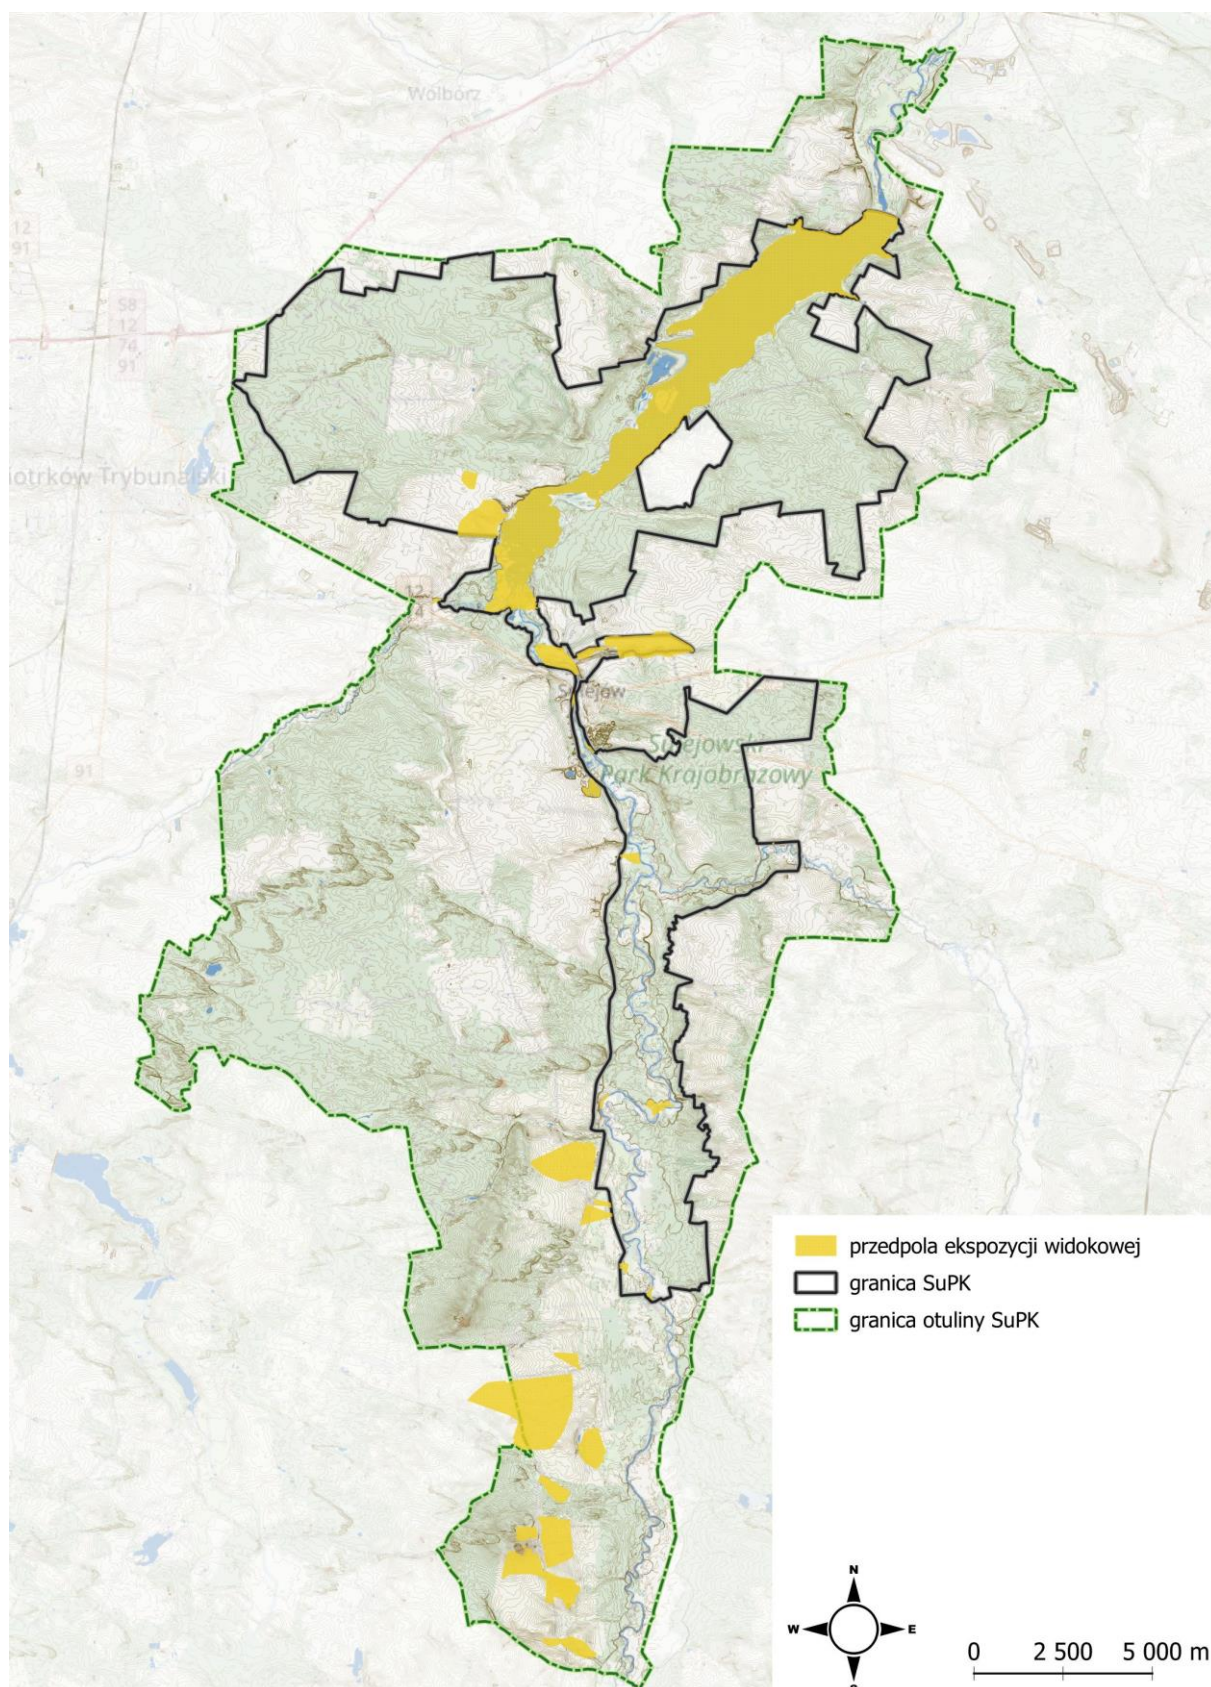 Wolbórz
12
91
S8
12
74
91
iotrków Trybunalski
12
Sulejów
Sulejowski
Park Krajobrazowy
91
przedpola ekspozycji widokowej
granica SuPK
granica otuliny SuPK
N
W
E
S
0 2 500 5 000 m